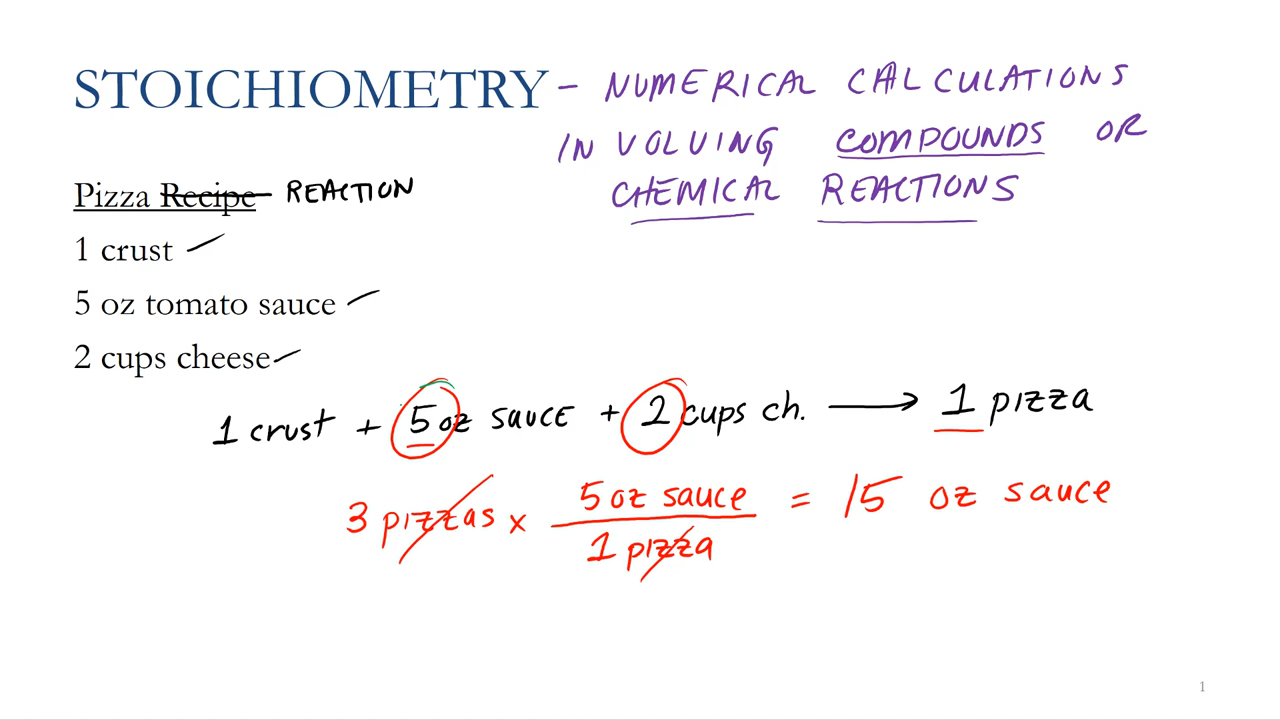 STOICHIOMETRY - NUMERICAL CALCULATIONS
INVOLVING COMPOUNDS OR
CHEMICAL REACTIONS
Pizza Recipe REACTION
1 crust
5 oz tomato sauce
2 cups cheese
1 crust + 5 oz SAUCE + 2 cups ch. → 1 pizza
3 pizzas x 5 oz sauce / 1 pizza = 15 oz sauce
1